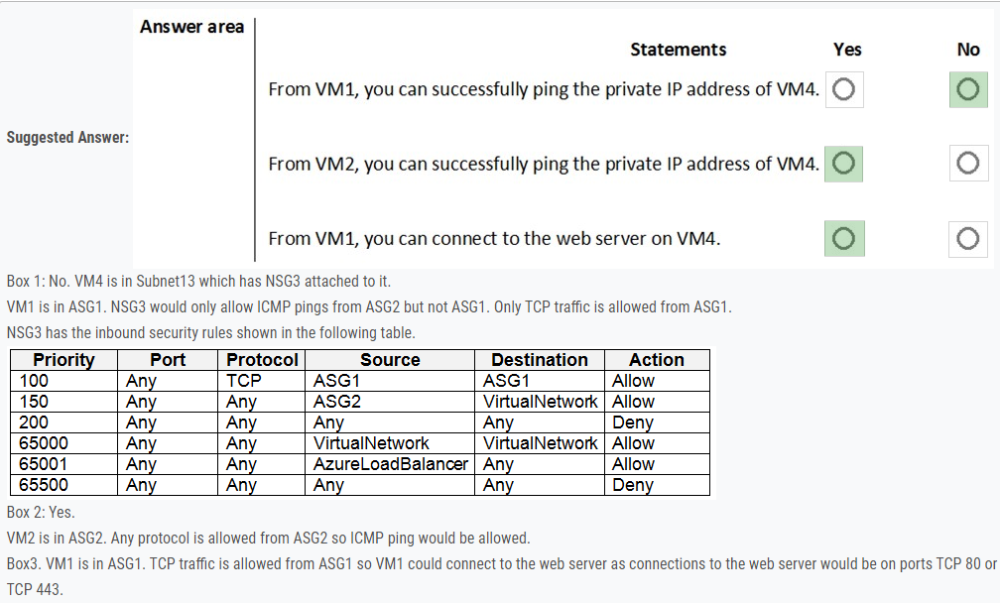 Answer area
Statements Yes No
From VM1, you can successfully ping the private IP address of VM4.
Suggested Answer:
From VM2, you can successfully ping the private IP address of VM4.
From VM1, you can connect to the web server on VM4.
Box 1: No. VM4 is in Subnet13 which has NSG3 attached to it.
VM1 is in ASG1. NSG3 would only allow ICMP pings from ASG2 but not ASG1. Only TCP traffic is allowed from ASG1.
NSG3 has the inbound security rules shown in the following table.
Priority Port Protocol Source Destination Action
100 Any TCP ASG1 ASG1 Allow
150 Any Any ASG2 VirtualNetwork Allow
200 Any Any Any Any Deny
65000 Any Any VirtualNetwork VirtualNetwork Allow
65001 Any Any AzureLoadBalancer Any Allow
65500 Any Any Any Any Deny
Box 2: Yes.
VM2 is in ASG2. Any protocol is allowed from ASG2 so ICMP ping would be allowed.
Box3. VM1 is in ASG1. TCP traffic is allowed from ASG1 so VM1 could connect to the web server as connections to the web server would be on ports TCP 80 or
TCP 443.